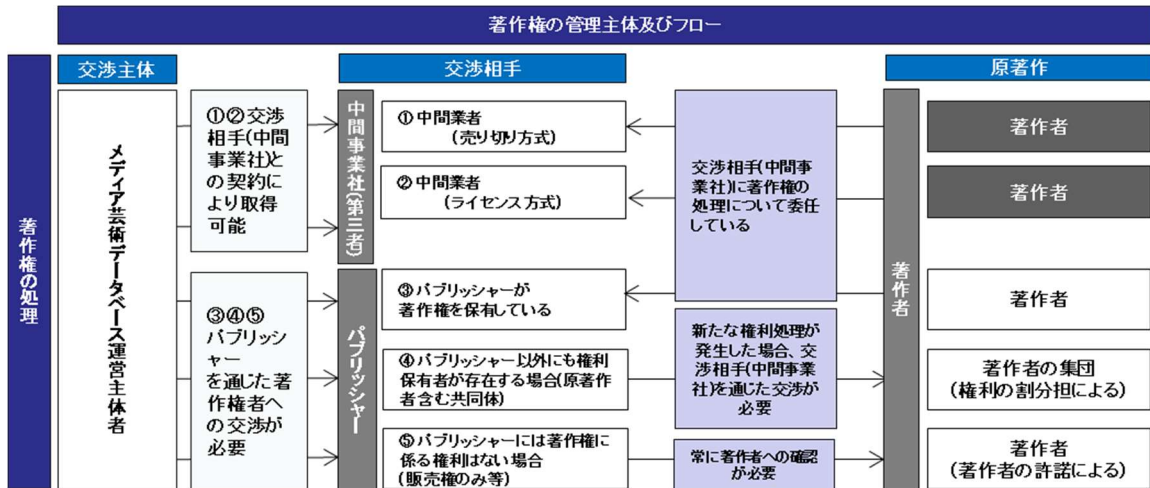 著作権の管理主体及びフロー
著作権の処理
交渉主体
交渉相手
原著作
メディア芸術データベース運営主体者
①②交渉
相手(中間
事業社)と
の契約に
より取得
可能
③④⑤
パブリッシ
ャー
を通じた著
作権者へ
の交渉が
必要
中間事業社(第三者)
パブリッシャー
①中間業者
(売り切り方式)
②中間業者
(ライセンス方式)
③パブリッシャーが
著作権を保有している
④パブリッシャー以外にも権利
保有者が存在する場合(原著作
者含む共同体)
⑤パブリッシャーには著作権に
係る権利はない場合
(販売権のみ等)
交渉相手(中間事
業社)に著作権の
処理について委任
している
新たな権利処理が
発生した場合、交
渉相手(中間事業
社)を通じた交渉が
必要
常に著作者への確認
が必要
著作者
著作者
著作者
著作者
著作者の集団
(権利の割分担による)
著作者
(著作者の許諾による)